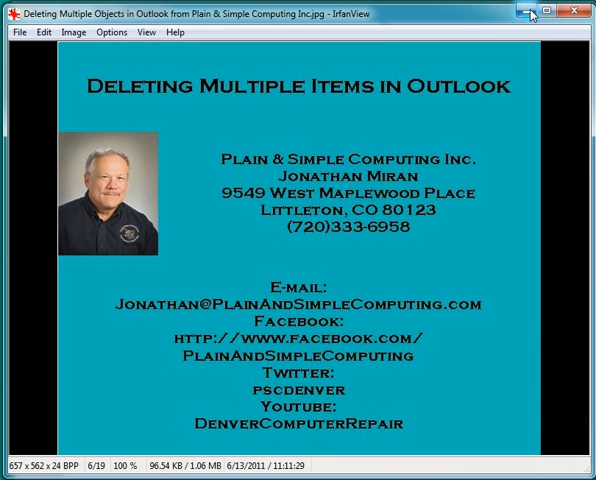 Deleting Multiple Objects in Outlook from Plain & Simple Computing Inc.jpg - IrfanView
File Edit Image Options View Help
Deleting Multiple Items in Outlook
Plain & Simple Computing Inc.
Jonathan Miran
9549 West Maplewood Place
Littleton, CO 80123
(720)333-6958
E-mail:
Jonathan@PlainAndSimpleComputing.com
Facebook:
http://www.facebook.com/
PlainAndSimpleComputing
Twitter:
pscdenver
Youtube:
DenverComputerRepair
657 x 562 x 24 BPP 6/19 100 % 96.54 KB / 1.06 MB 6/13/2011 / 11:11:29